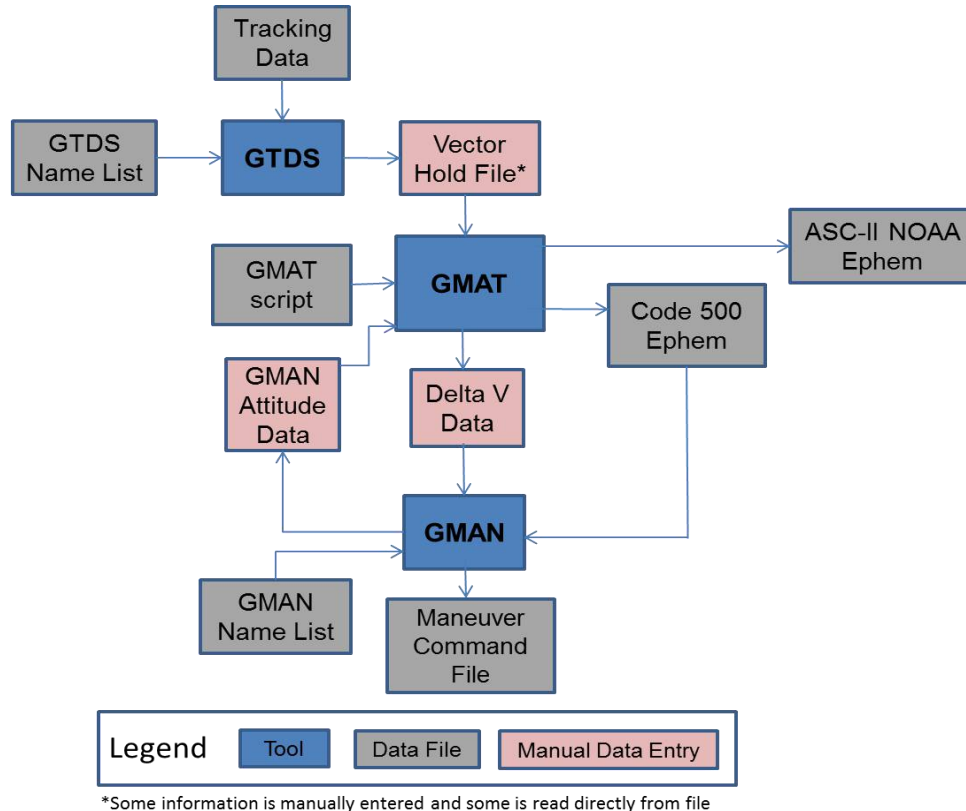 Tracking
Data
GTDS
Name List
GTDS
Vector
Hold File*
ASC-II NOAA
Ephem
GMAT
script
GMAT
Code 500
Ephem
GMAN
Attitude
Data
Delta V
Data
GMAN
GMAN
Name List
Maneuver
Command
File
Legend
Tool
Data File
Manual Data Entry
*Some information is manually entered and some is read directly from file